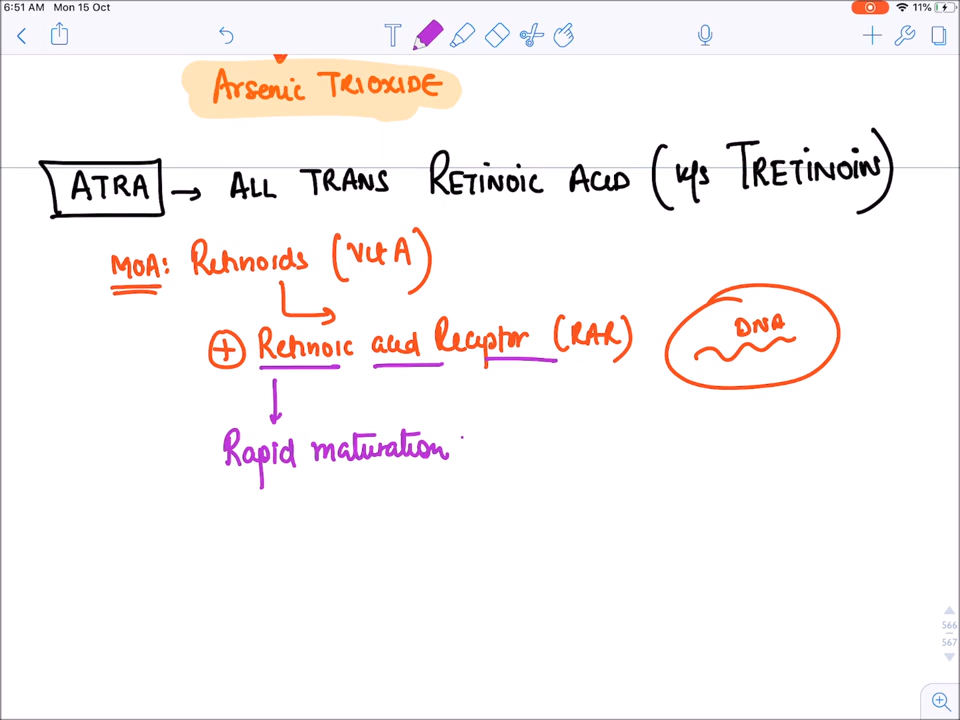 6:51 AM Mon 15 Oct
11%
T
Arsenic TRIOXIDE
ATRA → ALL TRANS RETINOIC ACID (k/s TRETINOIN)
MOA: Retinoids (Vit A)
⊕ Retinoic acid Receptor (RAR)
DNA
Rapid maturation
566
567